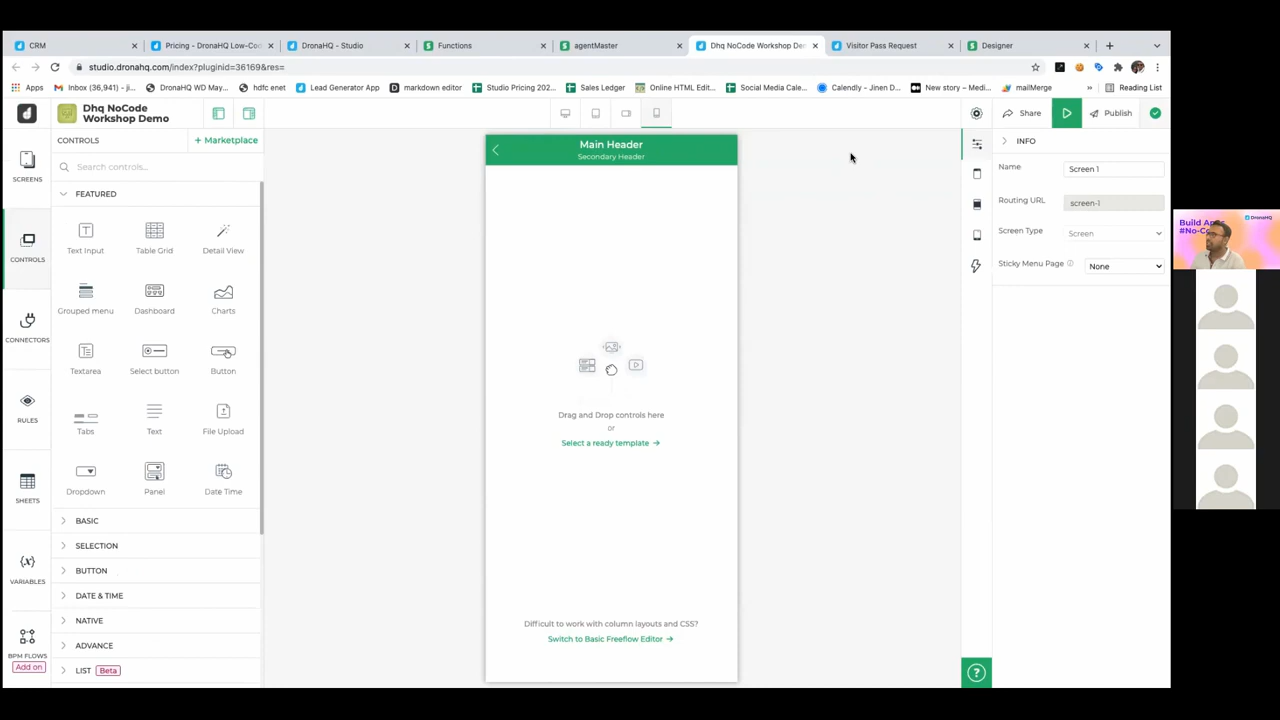 CRM
Pricing - DronaHQ Low-Co
DronaHQ - Studio
Functions
agentMaster
Dhq NoCode Workshop De
Visitor Pass Request
Designer
studio.dronahq.com/index?pluginid=36169&res=
Apps
Inbox (36,941) - ji...
DronaHQ WD May...
hdfc enet
Lead Generator App
markdown editor
Studio Pricing 202...
Sales Ledger
Online HTML Edit...
Social Media Cale...
Calendly - Jinen D...
New story – Medi...
mailMerge
Reading List
Dhq NoCode
Workshop Demo
Share
Publish
SCREENS
CONTROLS
CONNECTORS
RULES
SHEETS
VARIABLES
BPM FLOWS
Add on
CONTROLS
+ Marketplace
Search controls...
FEATURED
Text Input
Table Grid
Detail View
Grouped menu
Dashboard
Charts
Textarea
Select button
Button
Tabs
Text
File Upload
Dropdown
Panel
Date Time
BASIC
SELECTION
BUTTON
DATE & TIME
NATIVE
ADVANCE
LIST Beta
Main Header
Secondary Header
Drag and Drop controls here
or
Select a ready template →
Difficult to work with column layouts and CSS?
Switch to Basic Freeflow Editor →
INFO
Name
Screen 1
Routing URL
screen-1
Screen Type
Screen
Sticky Menu Page
None
?
Build Ap
DronaHQ
#No-Co